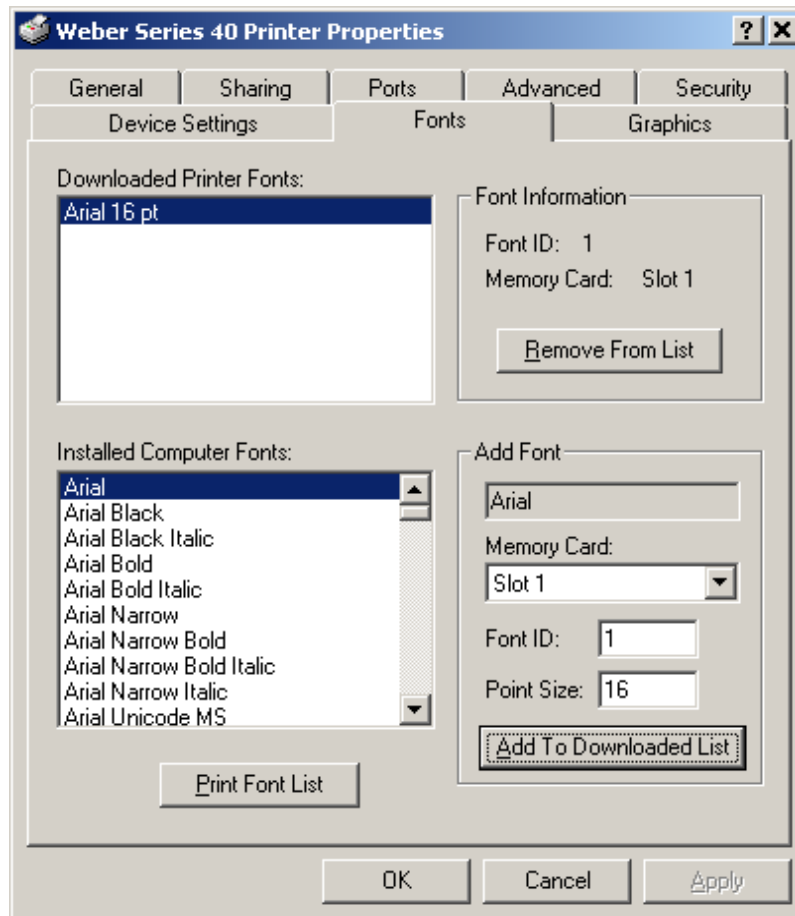 Weber Series 40 Printer Properties
General Sharing Ports Advanced Security
Device Settings Fonts Graphics
Downloaded Printer Fonts:
Arial 16 pt
Font Information
Font ID: 1
Memory Card: Slot 1
Remove From List
Installed Computer Fonts:
Arial
Arial Black
Arial Black Italic
Arial Bold
Arial Bold Italic
Arial Narrow
Arial Narrow Bold
Arial Narrow Bold Italic
Arial Narrow Italic
Arial Unicode MS
Print Font List
Add Font
Arial
Memory Card:
Slot 1
Font ID: 1
Point Size: 16
Add To Downloaded List
OK Cancel Apply